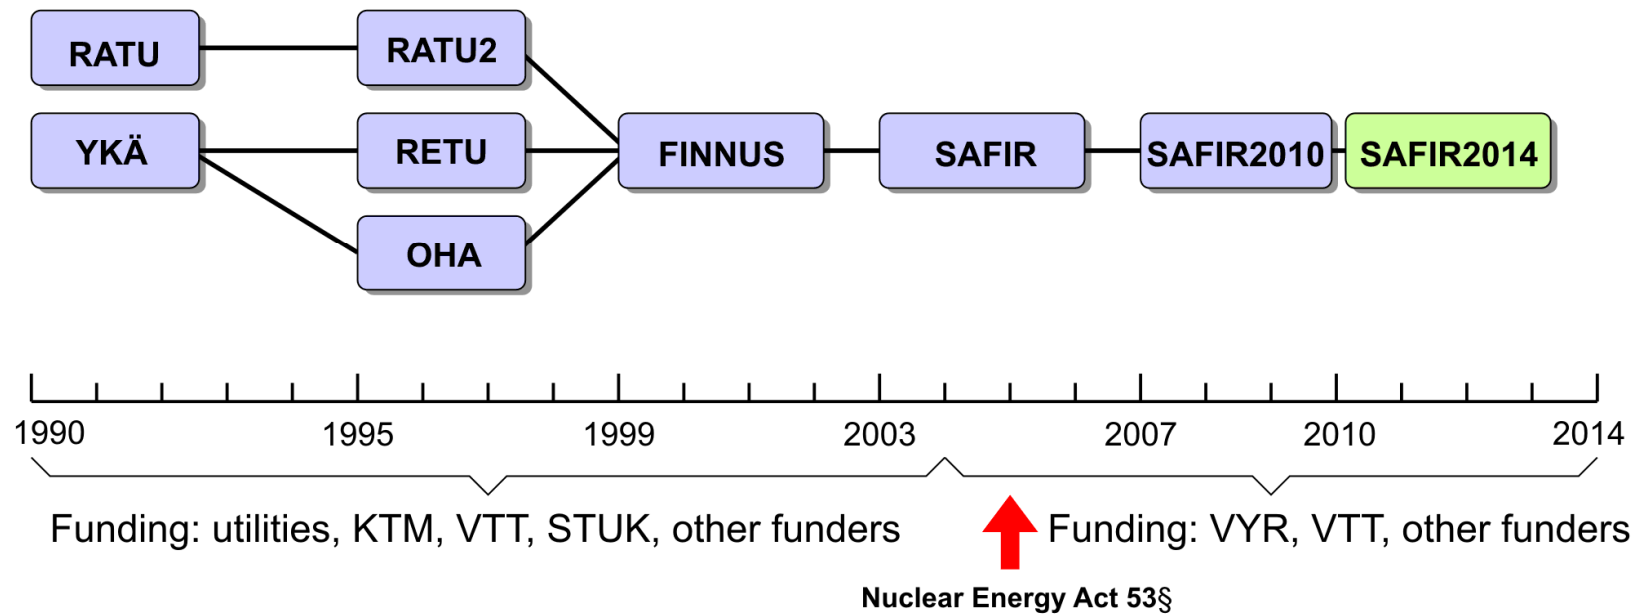 RATU
RATU2
YKÄ
RETU
FINNUS
SAFIR
SAFIR2010
SAFIR2014
OHA
1990
1995
1999
2003
2007
2010
2014
Funding: utilities, KTM, VTT, STUK, other funders
Funding: VYR, VTT, other funders
Nuclear Energy Act 53§